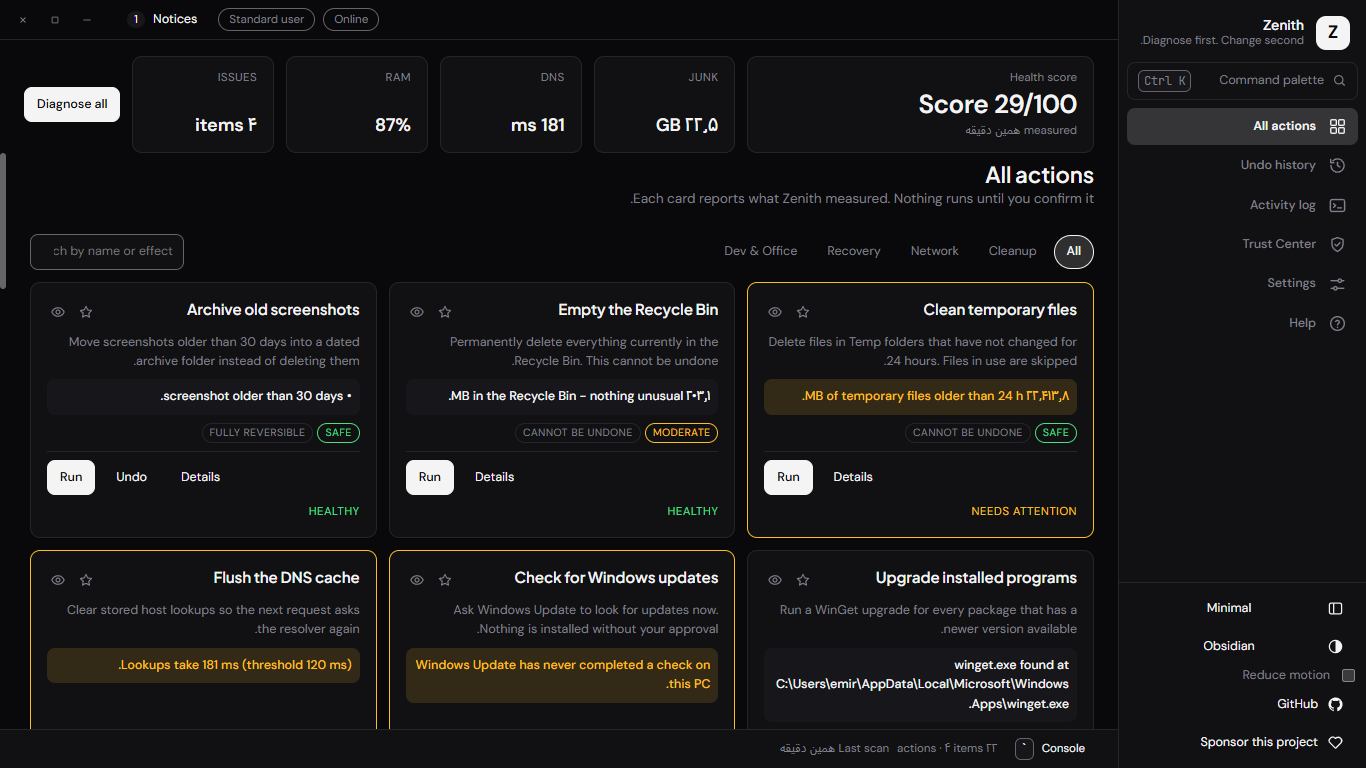 1 Notices
Standard user
Online
Zenith
.Diagnose first. Change second
Z
Ctrl K
Command palette
All actions
Undo history
Activity log
Trust Center
Settings
Help
Minimal
Obsidian
Reduce motion
GitHub
Sponsor this project
Diagnose all
ISSUES
items ۴
RAM
87%
DNS
ms 181
JUNK
GB ۲۲٫۵
Health score
Score 29/100
همین دقیقه measured
All actions
.Each card reports what Zenith measured. Nothing runs until you confirm it
ch by name or effect
Dev & Office
Recovery
Network
Cleanup
All
Archive old screenshots
Move screenshots older than 30 days into a dated
.archive folder instead of deleting them
.screenshot older than 30 days •
FULLY REVERSIBLE
SAFE
Run
Undo
Details
HEALTHY
Empty the Recycle Bin
Permanently delete everything currently in the
.Recycle Bin. This cannot be undone
.MB in the Recycle Bin - nothing unusual ۲۰۳٫۱
CANNOT BE UNDONE
MODERATE
Run
Details
HEALTHY
Clean temporary files
Delete files in Temp folders that have not changed for
.24 hours. Files in use are skipped
.MB of temporary files older than 24 h ۲۲٬۴۱۳٫۸
CANNOT BE UNDONE
SAFE
Run
Details
NEEDS ATTENTION
Flush the DNS cache
Clear stored host lookups so the next request asks
.the resolver again
.Lookups take 181 ms (threshold 120 ms)
Check for Windows updates
Ask Windows Update to look for updates now.
.Nothing is installed without your approval
Windows Update has never completed a check on
.this PC
Upgrade installed programs
Run a WinGet upgrade for every package that has a
.newer version available
winget.exe found at
C:\Users\emir\AppData\Local\Microsoft\Windows
.Apps\winget.exe
همین دقیقه Last scan
actions · ۴ items ۲۲
` Console